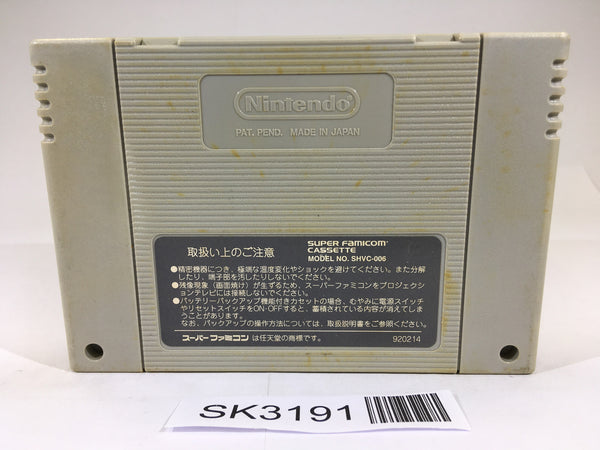 Nintendo
PAT. PEND. MADE IN JAPAN
取扱い上のご注意
SUPER FAMICOM
CASSETTE
MODEL NO. SHVC-006
●精密機器につき、極端な温度変化やショックを避けてください。また分解
したり、端子部を汚したりしないでください。
●残像現象(画面焼け)が生ずるため、スーパーファミコンをプロジェクシ
ョンテレビには接続しないでください。
●バッテリーバックアップ機能付きカセットの場合、むやみに電源スイッチ
やリセットスイッチをON・OFFすると、蓄積されている内容が消えてしま
うことがあります。
なお、バックアップの操作方法については、取扱説明書をご参照ください。
スーパーファミコン は任天堂の商標です。
920214
SK3191